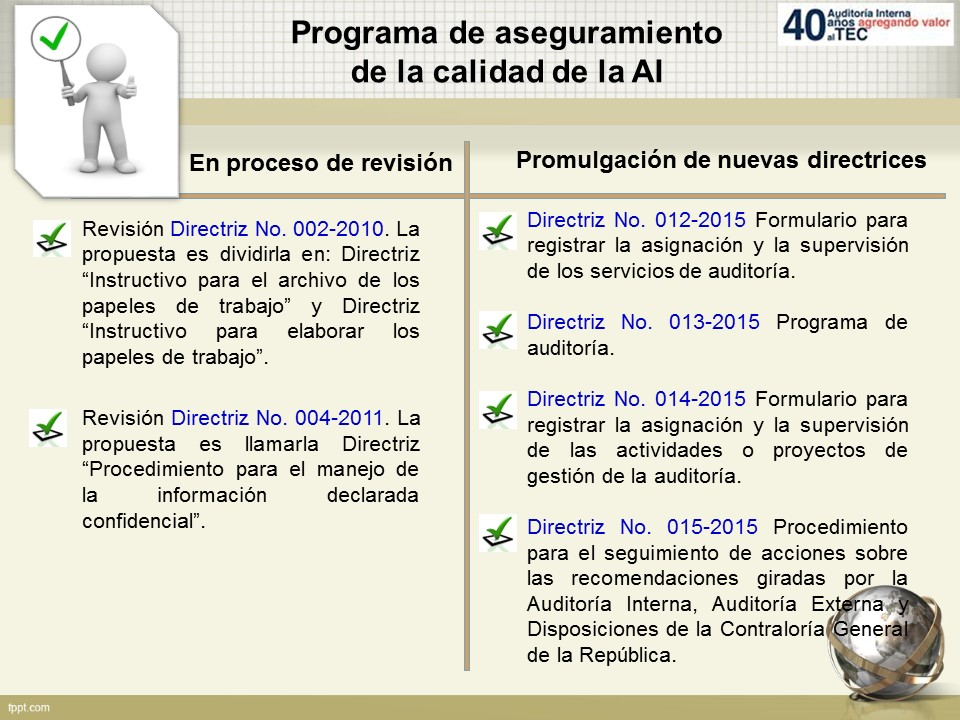 Programa de aseguramiento
de la calidad de la AI
40 Auditoría Interna
años agregando valor
al TEC
En proceso de revisión
Revisión Directriz No. 002-2010. La
propuesta es dividirla en: Directriz
“Instructivo para el archivo de los
papeles de trabajo” y Directriz
“Instructivo para elaborar los
papeles de trabajo”.
Revisión Directriz No. 004-2011. La
propuesta es llamarla Directriz
“Procedimiento para el manejo de
la información declarada
confidencial”.
Promulgación de nuevas directrices
Directriz No. 012-2015 Formulario para
registrar la asignación y la supervisión
de los servicios de auditoría.
Directriz No. 013-2015 Programa de
auditoría.
Directriz No. 014-2015 Formulario para
registrar la asignación y la supervisión
de las actividades o proyectos de
gestión de la auditoría.
Directriz No. 015-2015 Procedimiento
para el seguimiento de acciones sobre
las recomendaciones giradas por la
Auditoría Interna, Auditoría Externa y
Disposiciones de la Contraloría General
de la República.
fppt.com